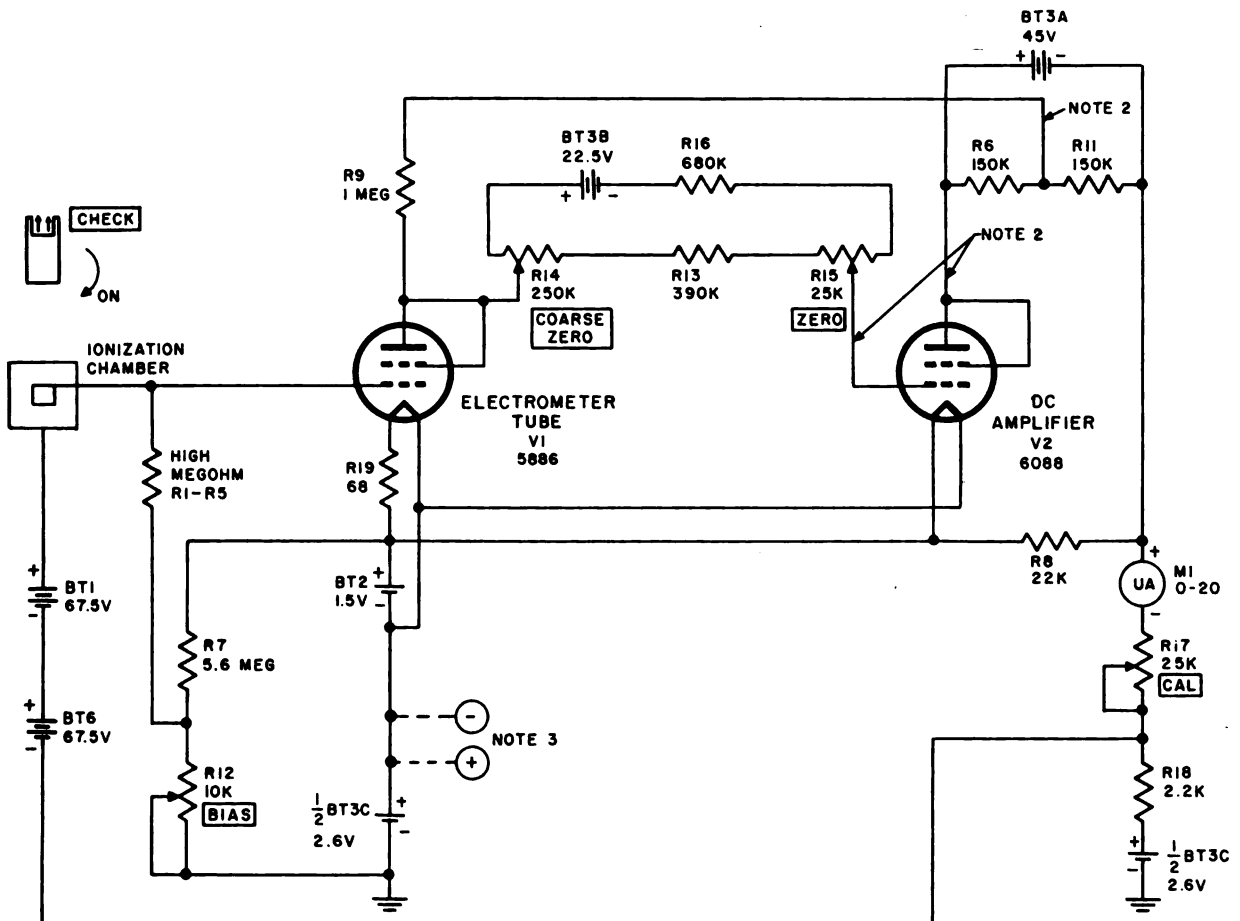 BT3A
45V
+ -
NOTE 2
BT3B
22.5V
+ -
R16
680K
R6
150K
R11
150K
R9
1 MEG
CHECK
ON
NOTE 2
R14
250K
COARSE
ZERO
R13
390K
R15
25K
ZERO
IONIZATION
CHAMBER
ELECTROMETER
TUBE
V1
5886
DC
AMPLIFIER
V2
6088
HIGH
MEGOHM
R1-R5
R19
68
+
BT1
67.5V
-
BT2
1.5V
+
-
R8
22K
+
UA
M1
0-20
-
R7
5.6 MEG
R17
25K
CAL
+
BT6
67.5V
-
-
NOTE 3
+
R12
10K
BIAS
1/2 BT3C
2.6V
+
-
R18
2.2K
+
-
1/2 BT3C
2.6V